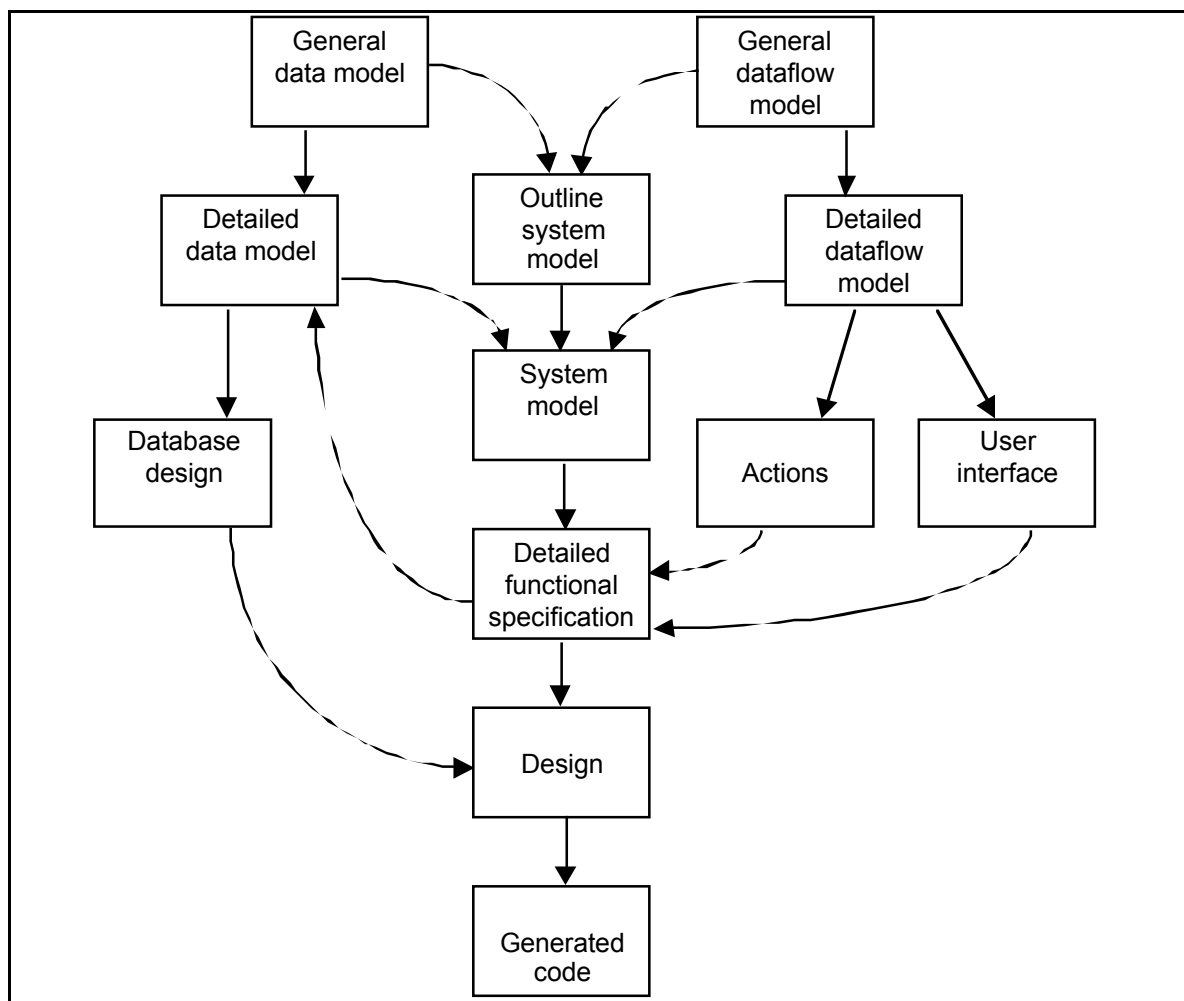 General
data model
General
dataflow
model
Detailed
data model
Outline
system
model
Detailed
dataflow
model
System
model
Database
design
Actions
User
interface
Detailed
functional
specification
Design
Generated
code